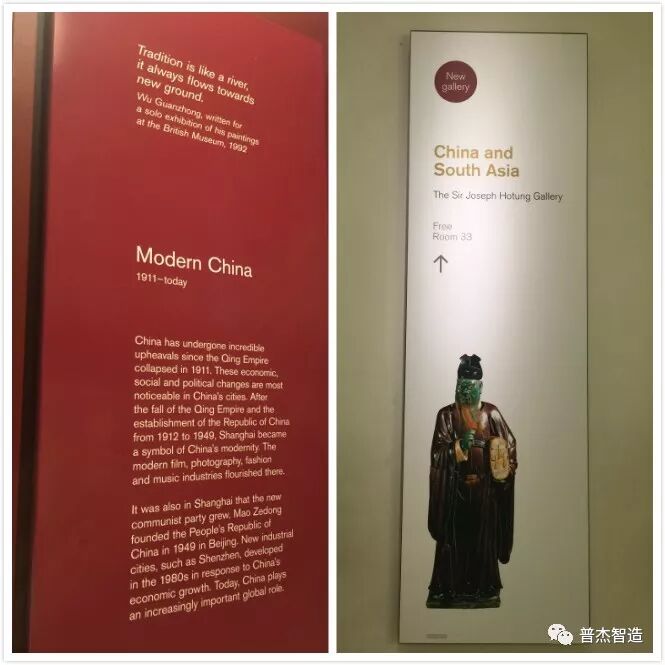 Tradition is like a river,
it always flows towards
new ground.
Wu Guanzhong, written for
a solo exhibition of his paintings
at the British Museum, 1992
Modern China
1911–today
China has undergone incredible
upheavals since the Qing Empire
collapsed in 1911. These economic,
social and political changes are most
noticeable in China's cities. After
the fall of the Qing Empire and the
establishment of the Republic of China
from 1912 to 1949, Shanghai became
a symbol of China's modernity. The
modern film, photography, fashion
and music industries flourished there.
It was also in Shanghai that the new
communist party grew. Mao Zedong
founded the People's Republic of
China in 1949 in Beijing. New industrial
cities, such as Shenzhen, developed
in the 1980s in response to China's
economic growth. Today, China plays
an increasingly important global role.
New
gallery
China and
South Asia
The Sir Joseph Hotung Gallery
Free
Room 33
普杰智造